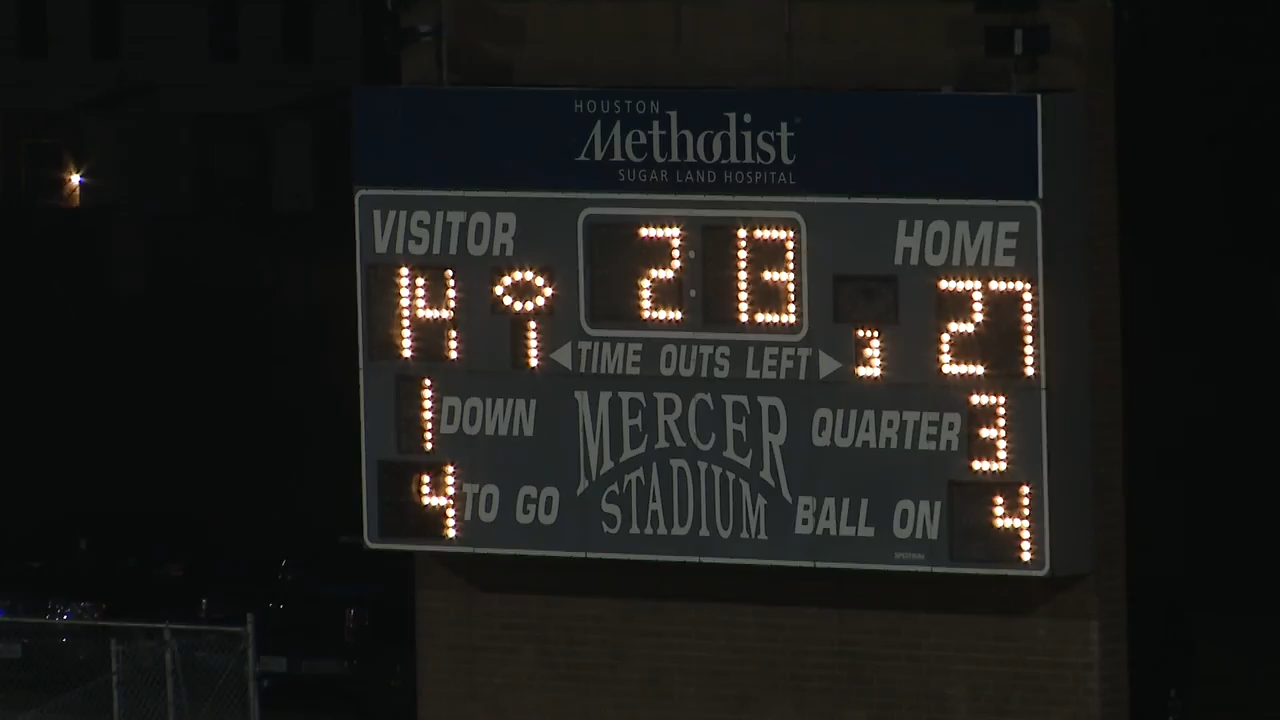 HOUSTON
Methodist
SUGAR LAND HOSPITAL
VISITOR 2:13 HOME
14 27
1 ◀TIME OUTS LEFT▶ 3
1 DOWN MERCER STADIUM QUARTER 3
4 TO GO BALL ON 4